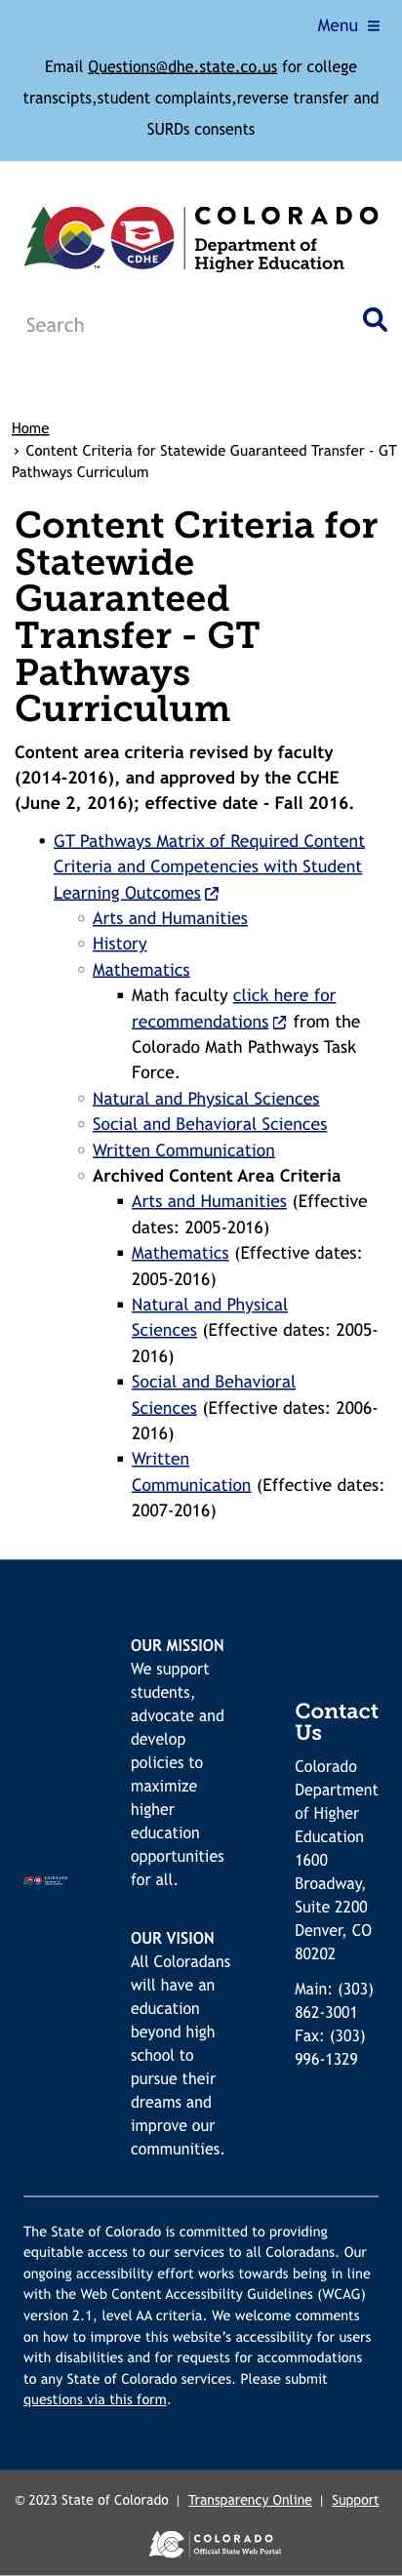 Menu ≡
Email Questions@dhe.state.co.us for college
transcipts,student complaints,reverse transfer and
SURDs consents
CDHE
TM
COLORADO
Department of
Higher Education
Search
Home
› Content Criteria for Statewide Guaranteed Transfer - GT
Pathways Curriculum
Content Criteria for
Statewide
Guaranteed
Transfer - GT
Pathways
Curriculum
Content area criteria revised by faculty
(2014-2016), and approved by the CCHE
(June 2, 2016); effective date - Fall 2016.
GT Pathways Matrix of Required Content
Criteria and Competencies with Student
Learning Outcomes
Arts and Humanities
History
Mathematics
Math faculty click here for
recommendations from the
Colorado Math Pathways Task
Force.
Natural and Physical Sciences
Social and Behavioral Sciences
Written Communication
Archived Content Area Criteria
Arts and Humanities (Effective
dates: 2005-2016)
Mathematics (Effective dates:
2005-2016)
Natural and Physical
Sciences (Effective dates: 2005-
2016)
Social and Behavioral
Sciences (Effective dates: 2006-
2016)
Written
Communication (Effective dates:
2007-2016)
OUR MISSION
We support
students,
advocate and
develop
policies to
maximize
higher
education
opportunities
for all.
OUR VISION
All Coloradans
will have an
education
beyond high
school to
pursue their
dreams and
improve our
communities.
Contact
Us
Colorado
Department
of Higher
Education
1600
Broadway,
Suite 2200
Denver, CO
80202
Main: (303)
862-3001
Fax: (303)
996-1329
The State of Colorado is committed to providing
equitable access to our services to all Coloradans. Our
ongoing accessibility effort works towards being in line
with the Web Content Accessibility Guidelines (WCAG)
version 2.1, level AA criteria. We welcome comments
on how to improve this website's accessibility for users
with disabilities and for requests for accommodations
to any State of Colorado services. Please submit
questions via this form.
© 2023 State of Colorado | Transparency Online | Support
COLORADO
Official State Web Portal